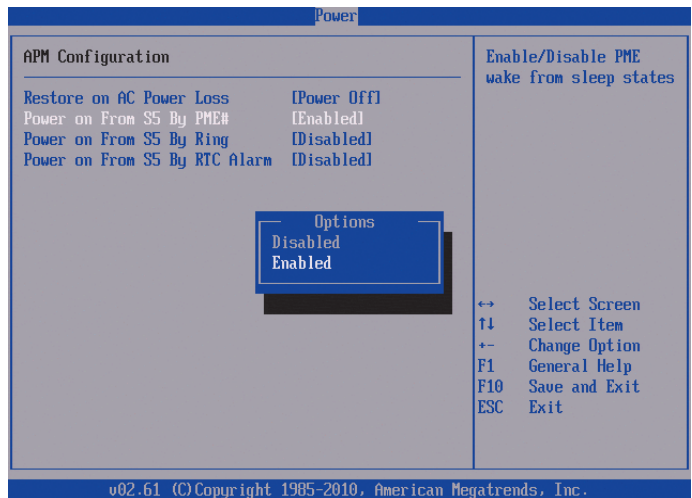 Power
APM Configuration
Restore on AC Power Loss [Power Off]
Power on From S5 By PME# [Enabled]
Power on From S5 By Ring [Disabled]
Power on From S5 By RTC Alarm [Disabled]
Options
Disabled
Enabled
Enable/Disable PME
wake from sleep states
↔ Select Screen
↑↓ Select Item
+- Change Option
F1 General Help
F10 Save and Exit
ESC Exit
v02.61 (C)Copyright 1985-2010, American Megatrends, Inc.